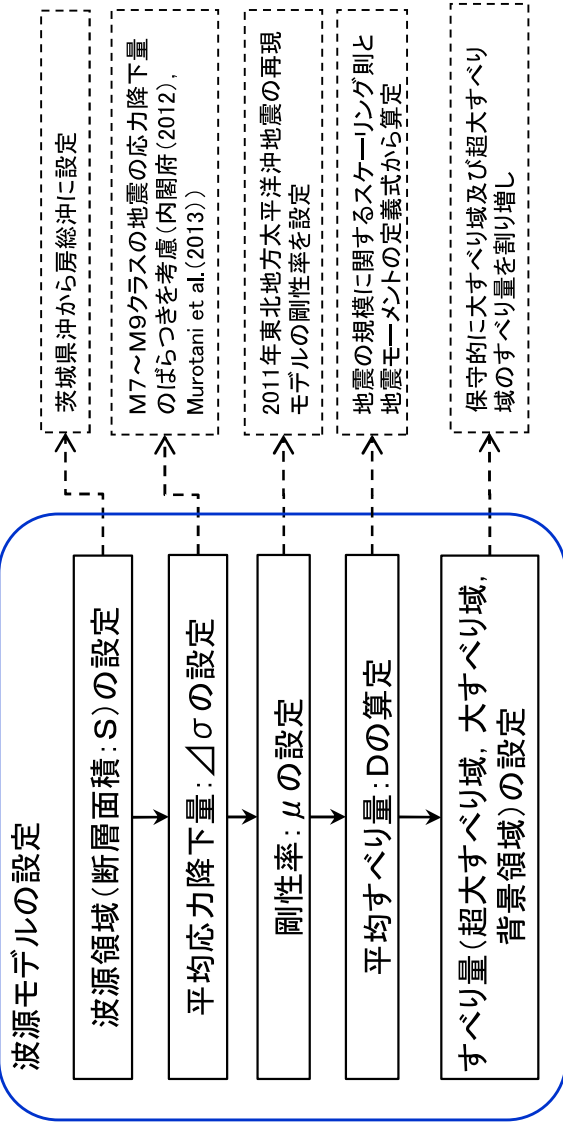 波源モデルの設定
波源領域(断層面積:S)の設定
茨城県沖から房総沖に設定
平均応力降下量:⊿σの設定
M7～M9クラスの地震の応力降下量
のばらつきを考慮(内閣府(2012),
Murotani et al.(2013))
剛性率:μの設定
2011年東北地方太平洋沖地震の再現
モデルの剛性率を設定
平均すべり量:Dの算定
地震の規模に関するスケーリング則と
地震モーメントの定義式から算定
すべり量(超大すべり域, 大すべり域,
背景領域)の設定
保守的に大すべり域及び超大すべり
域のすべり量を割り増し